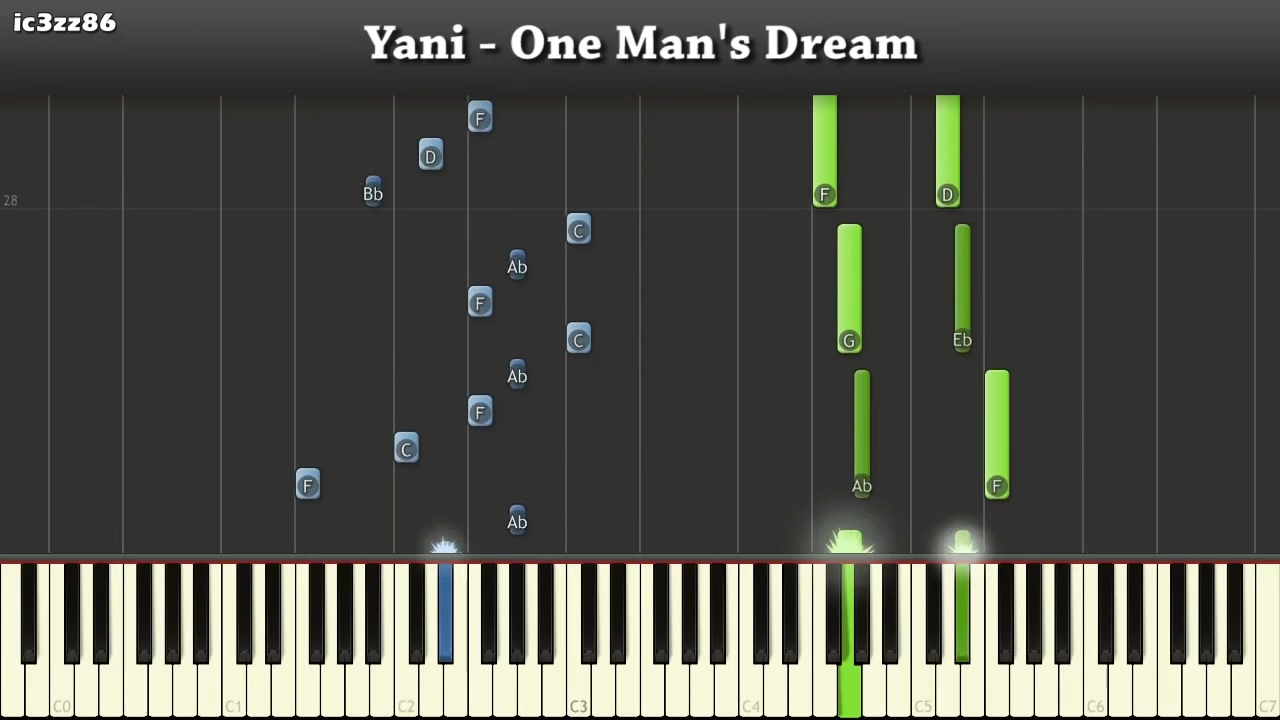 ic3zz86
Yani - One Man's Dream
F
D
Bb
F
D
28
C
Ab
F
C
G
Eb
Ab
F
C
F
Ab
F
Ab
C0
C1
C2
C3
C4
C5
C6
C7